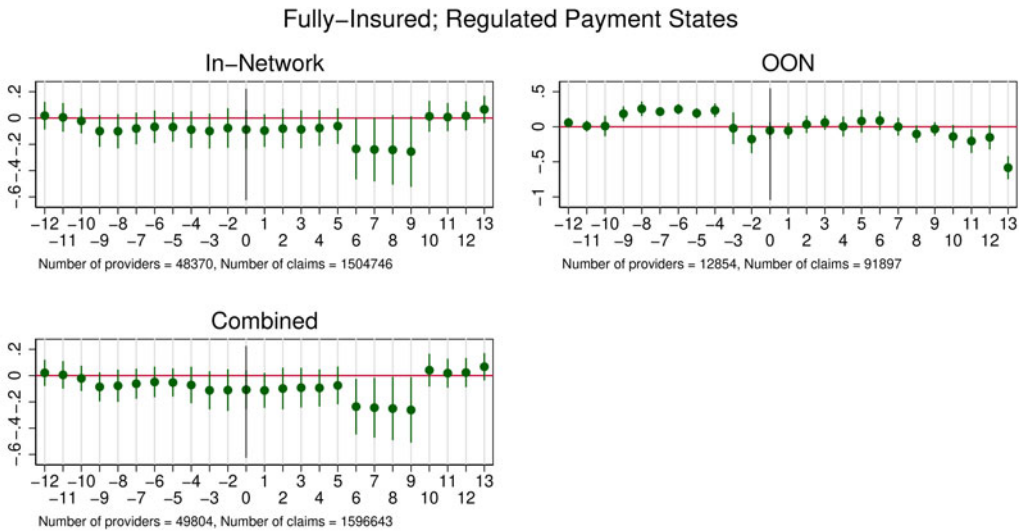 Fully−Insured; Regulated Payment States
In−Network
.2
0
−.2
−.4
−.6
−12 −10 −8 −6 −4 −2 1 3 5 7 9 11 13
−11 −9 −7 −5 −3 0 2 4 6 8 10 12
Number of providers = 48370, Number of claims = 1504746
OON
.5
0
−.5
−1
−12 −10 −8 −6 −4 −2 1 3 5 7 9 11 13
−11 −9 −7 −5 −3 0 2 4 6 8 10 12
Number of providers = 12854, Number of claims = 91897
Combined
.2
0
−.2
−.4
−.6
−12 −10 −8 −6 −4 −2 1 3 5 7 9 11 13
−11 −9 −7 −5 −3 0 2 4 6 8 10 12
Number of providers = 49804, Number of claims = 1596643